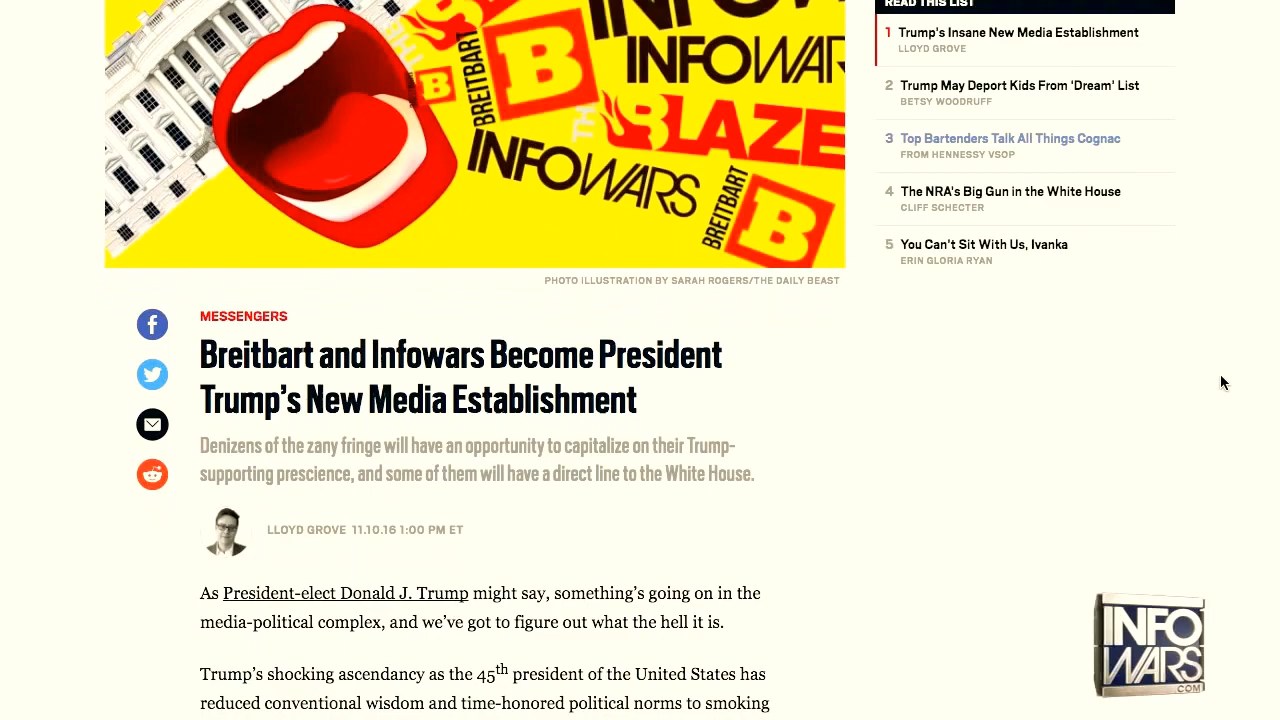 INFOWARS
BREITBART
B
B
INFOWAR
BLAZE
INFOWARS
BREITBART
B
PHOTO ILLUSTRATION BY SARAH ROGERS/THE DAILY BEAST
READ THIS LIST
1 Trump's Insane New Media Establishment
LLOYD GROVE
2 Trump May Deport Kids From 'Dream' List
BETSY WOODRUFF
3 Top Bartenders Talk All Things Cognac
FROM HENNESSY VSOP
4 The NRA's Big Gun in the White House
CLIFF SCHECTER
5 You Can't Sit With Us, Ivanka
ERIN GLORIA RYAN
MESSENGERS
Breitbart and Infowars Become President
Trump's New Media Establishment
Denizens of the zany fringe will have an opportunity to capitalize on their Trump-
supporting prescience, and some of them will have a direct line to the White House.
LLOYD GROVE 11.10.16 1:00 PM ET
As President-elect Donald J. Trump might say, something's going on in the
media-political complex, and we've got to figure out what the hell it is.
Trump's shocking ascendancy as the 45th president of the United States has
reduced conventional wisdom and time-honored political norms to smoking
INFO
WARS
.COM